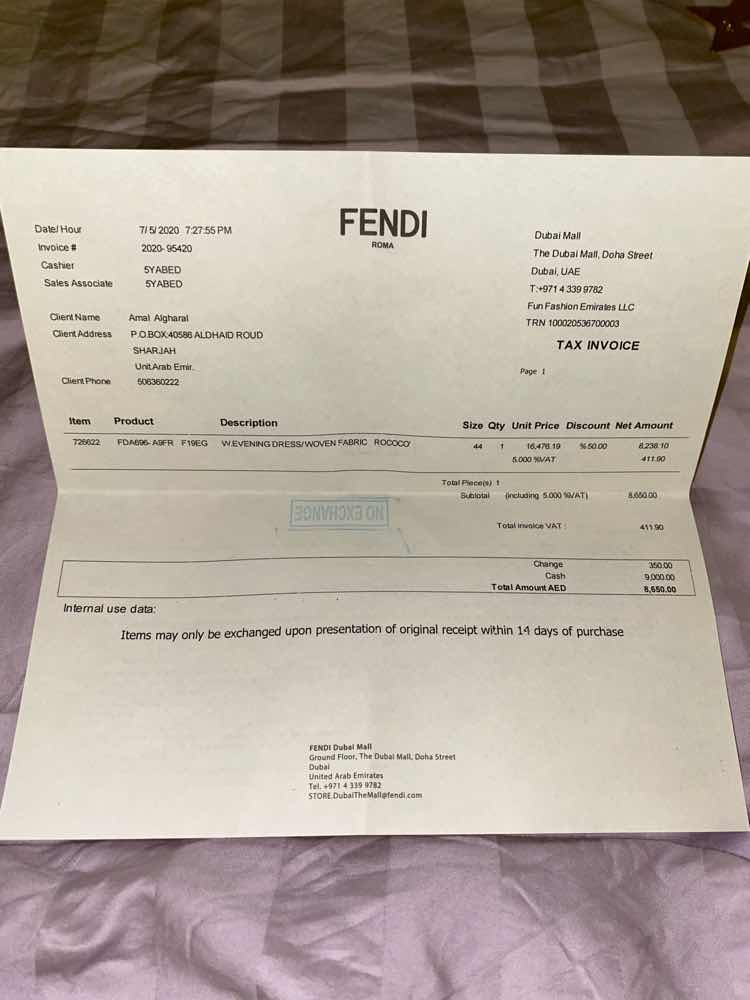 FENDI
ROMA
Date/Hour 7/5/2020 7:27:55 PM
Invoice # 2020-95420
Cashier 5YABED
Sales Associate 5YABED
Client Name Amal Algharal
Client Address P.O.BOX:40586 ALDHAID ROUD
SHARJAH
Unit.Arab Emir.
Client Phone 506360222
Dubai Mall
The Dubai Mall, Doha Street
Dubai, UAE
T:+971 4 339 9782
Fun Fashion Emirates LLC
TRN 100020536700003
TAX INVOICE
Page 1
Item Product Description Size Qty Unit Price Discount Net Amount
726622 FDA696-A9FR F19EG W.EVENING DRESS/WOVEN FABRIC ROCOCO' 44 1 16,476.19 %50.00 8,238.10
5.000 %VAT 411.90
Total Piece(s) 1
Subtotal (including 5.000 %VAT) 8,650.00
NO EXCHANGE
Total invoice VAT : 411.90
Change 350.00
Cash 9,000.00
Total Amount AED 8,650.00
Internal use data:
Items may only be exchanged upon presentation of original receipt within 14 days of purchase
FENDI Dubai Mall
Ground Floor, The Dubai Mall, Doha Street
Dubai
United Arab Emirates
Tel. +971 4 339 9782
STORE.DubaiTheMall@fendi.com